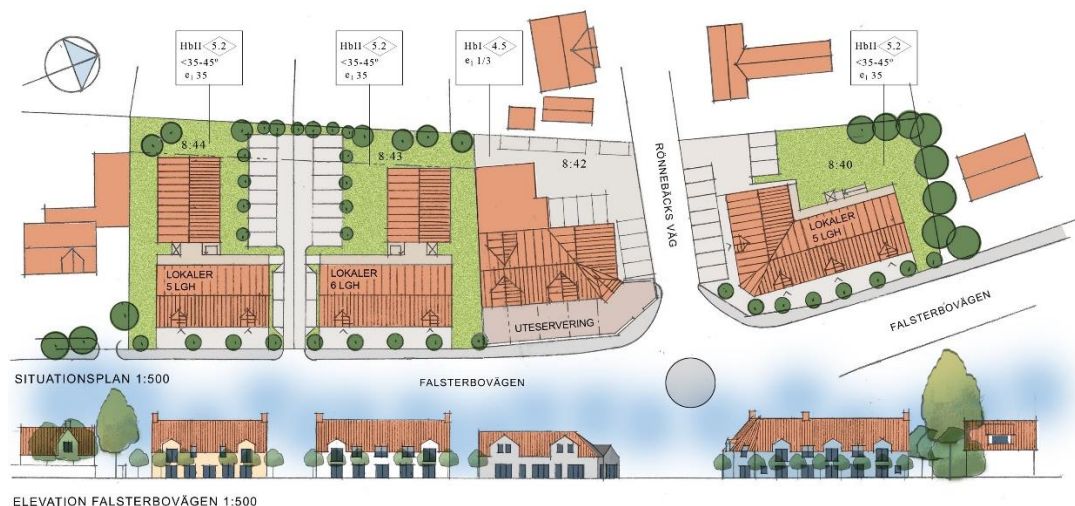 HbII 5.2
<35-45°
e₁ 35
HbII 5.2
<35-45°
e₁ 35
HbI 4.5
e₁ 1/3
HbII 5.2
<35-45°
e₁ 35
8:44
8:43
8:42
8:40
RÖNNEBÄCKS VÄG
LOKALER
5 LGH
LOKALER
5 LGH
LOKALER
6 LGH
UTESERVERING
FALSTERBOVÄGEN
SITUATIONSPLAN 1:500
FALSTERBOVÄGEN
ELEVATION FALSTERBOVÄGEN 1:500